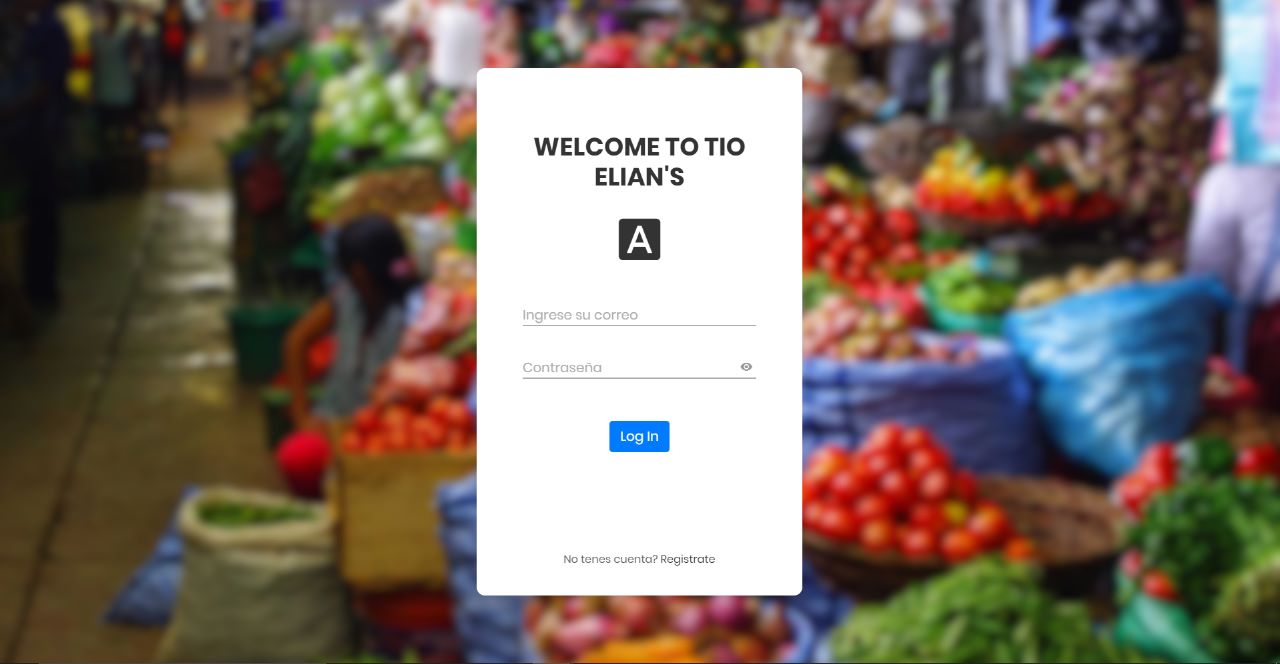 WELCOME TO TIO
ELIAN'S
A
Ingrese su correo
Contraseña
Log In
No tenes cuenta? Registrate